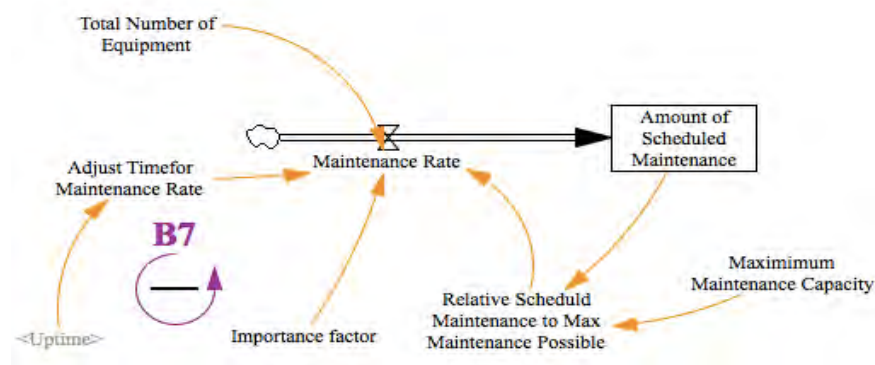 Total Number of
Equipment
Amount of
Scheduled
Maintenance
Maintenance Rate
Adjust Timefor
Maintenance Rate
B7
Maximimum
Maintenance Capacity
Relative Scheduld
Maintenance to Max
Maintenance Possible
Importance factor
<Uptime>